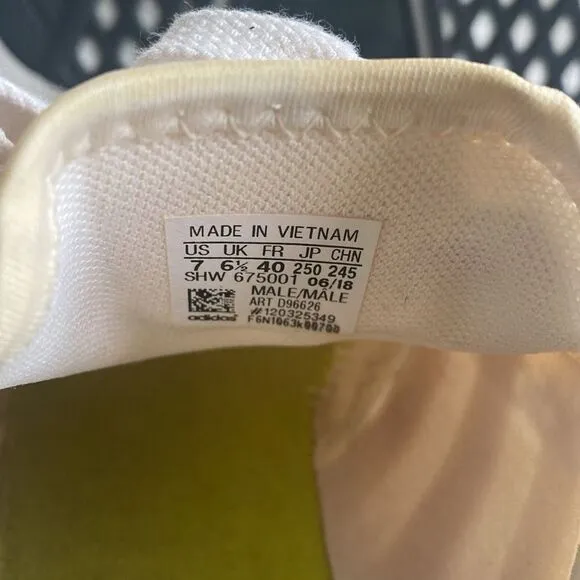 MADE IN VIETNAM
US UK FR JP CHN
7 6½ 40 250 245
SHW 675001 06/18
MALE/MÂLE
ART D96626
#120325349
adidas